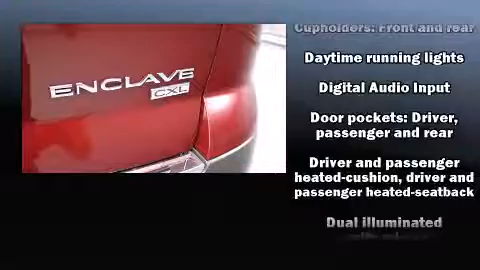 ENCLAVE
CXL
Cupholders: Front and rear
Daytime running lights
Digital Audio Input
Door pockets: Driver,
passenger and rear
Driver and passenger
heated-cushion, driver and
passenger heated-seatback
Dual illuminated